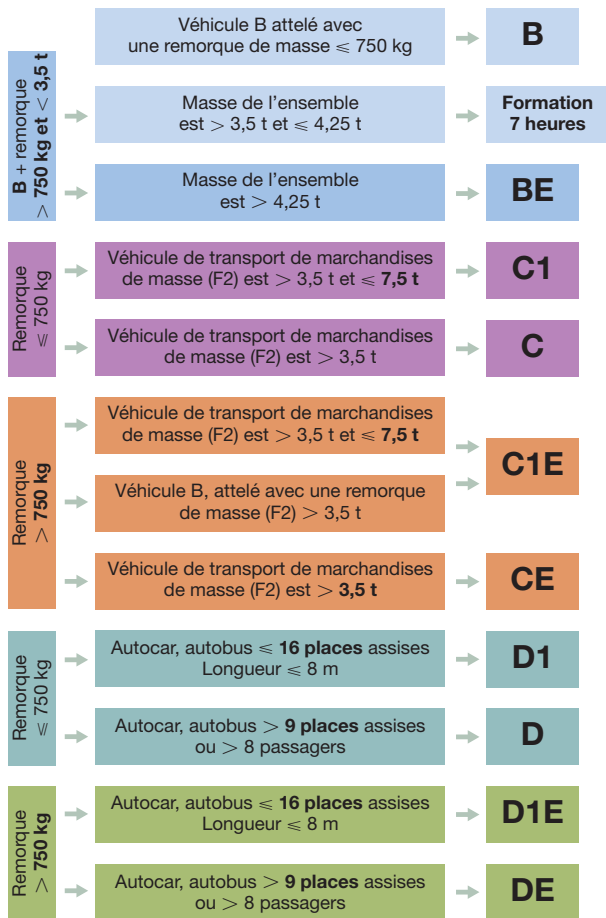 Véhicule B attelé avec
une remorque de masse ⩽ 750 kg
B
B + remorque
> 750 kg et < 3,5 t
Masse de l’ensemble
est > 3,5 t et ⩽ 4,25 t
Formation
7 heures
Masse de l’ensemble
est > 4,25 t
BE
Remorque
⩽ 750 kg
Véhicule de transport de marchandises
de masse (F2) est > 3,5 t et ⩽ 7,5 t
C1
Véhicule de transport de marchandises
de masse (F2) est > 3,5 t
C
Remorque
> 750 kg
Véhicule de transport de marchandises
de masse (F2) est > 3,5 t et ⩽ 7,5 t
Véhicule B, attelé avec une remorque
de masse (F2) > 3,5 t
C1E
Véhicule de transport de marchandises
de masse (F2) est > 3,5 t
CE
Remorque
⩽ 750 kg
Autocar, autobus ⩽ 16 places assises
Longueur ⩽ 8 m
D1
Autocar, autobus > 9 places assises
ou > 8 passagers
D
Remorque
> 750 kg
Autocar, autobus ⩽ 16 places assises
Longueur ⩽ 8 m
D1E
Autocar, autobus > 9 places assises
ou > 8 passagers
DE